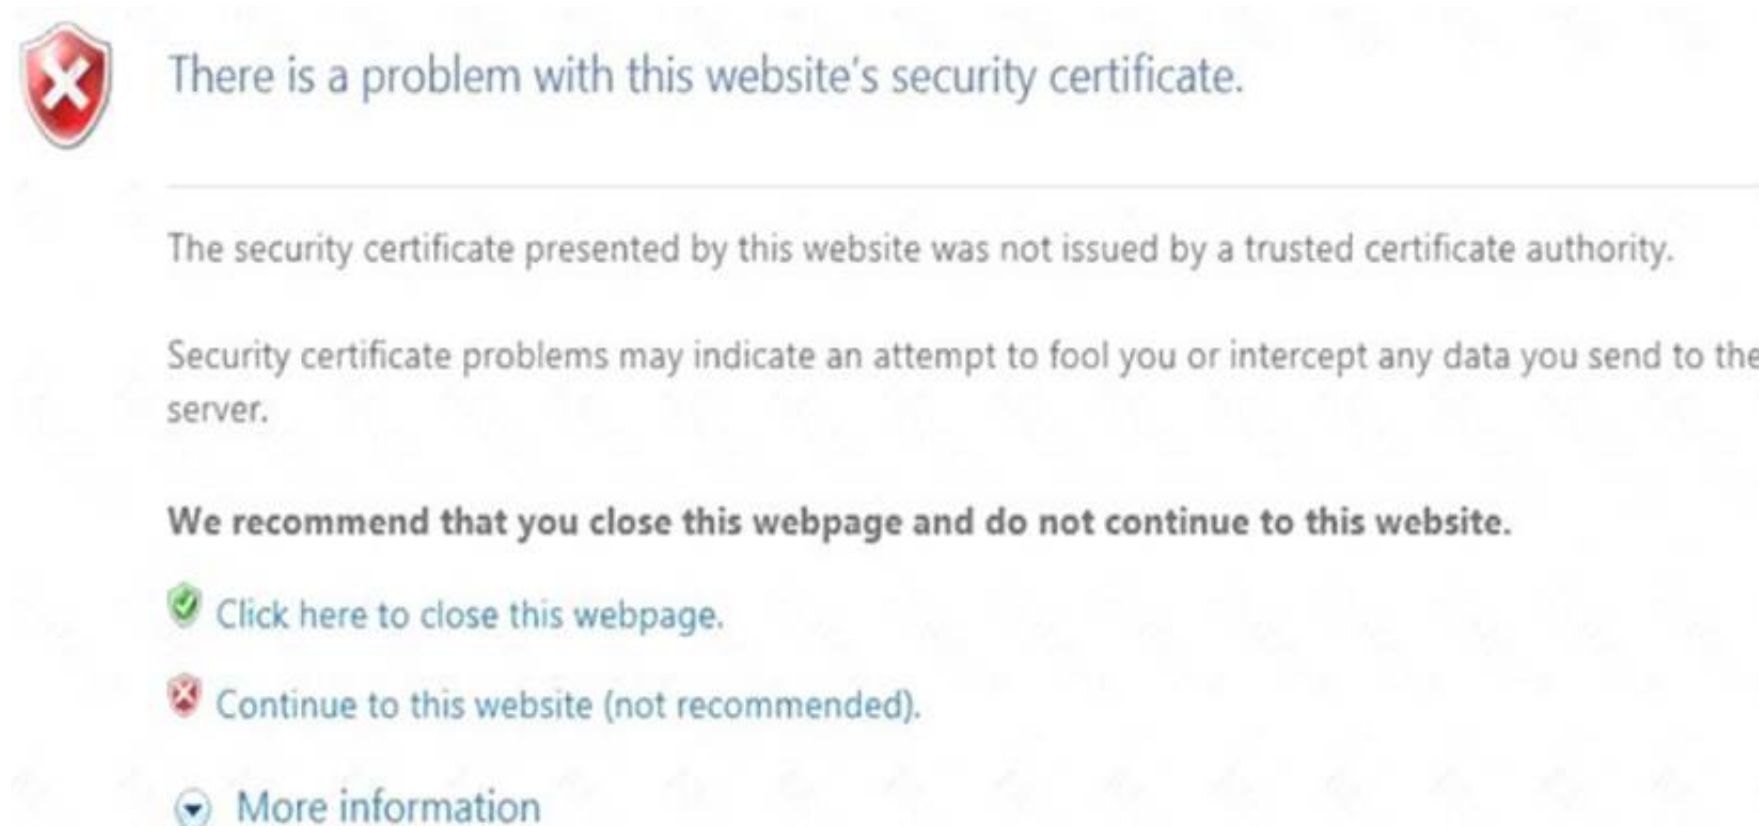 There is a problem with this website's security certificate.
The security certificate presented by this website was not issued by a trusted certificate authority.
Security certificate problems may indicate an attempt to fool you or intercept any data you send to the
server.
We recommend that you close this webpage and do not continue to this website.
Click here to close this webpage.
Continue to this website (not recommended).
More information